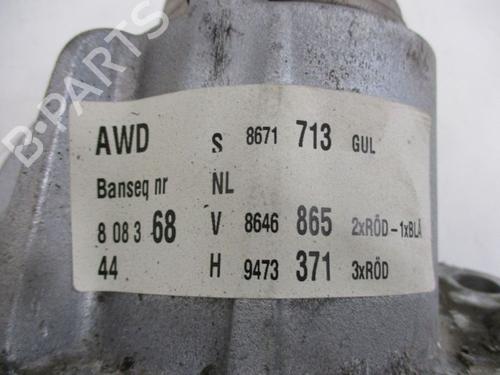 B-PARTS
AWD S 8671 713 GUL
Banseq nr NL
8 08 3 68 V 8646 865 2xRÖD-1xBLÅ
44 H 9473 371 3xRÖD